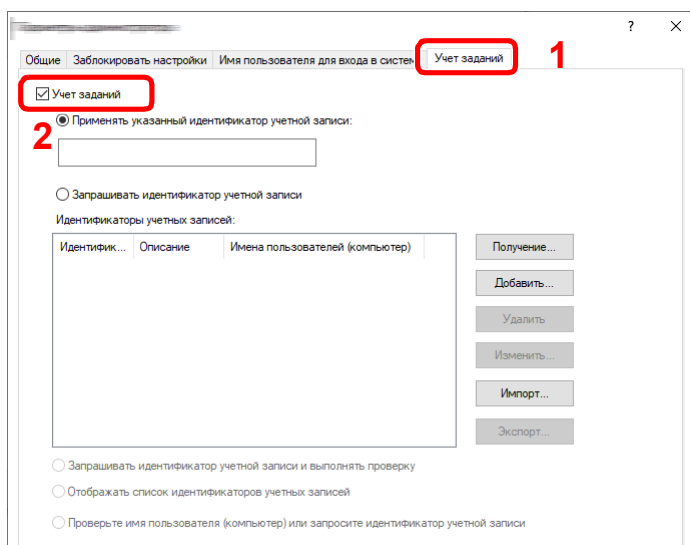 ?
Общие Заблокировать настройки Имя пользователя для входа в систем Учет заданий 1
Учет заданий
2 Применять указанный идентификатор учетной записи:
Запрашивать идентификатор учетной записи
Идентификаторы учетных записей:
Идентифик... Описание Имена пользователей (компьютер)
Получение...
Добавить...
Удалить
Изменить...
Импорт...
Экспорт...
Запрашивать идентификатор учетной записи и выполнять проверку
Отображать список идентификаторов учетных записей
Проверьте имя пользователя (компьютер) или запросите идентификатор учетной записи